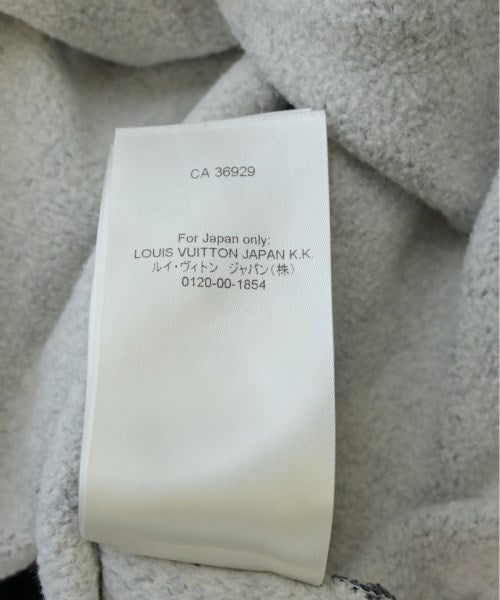 CA 36929
For Japan only:
LOUIS VUITTON JAPAN K.K.
ルイ・ヴィトン ジャパン(株)
0120-00-1854